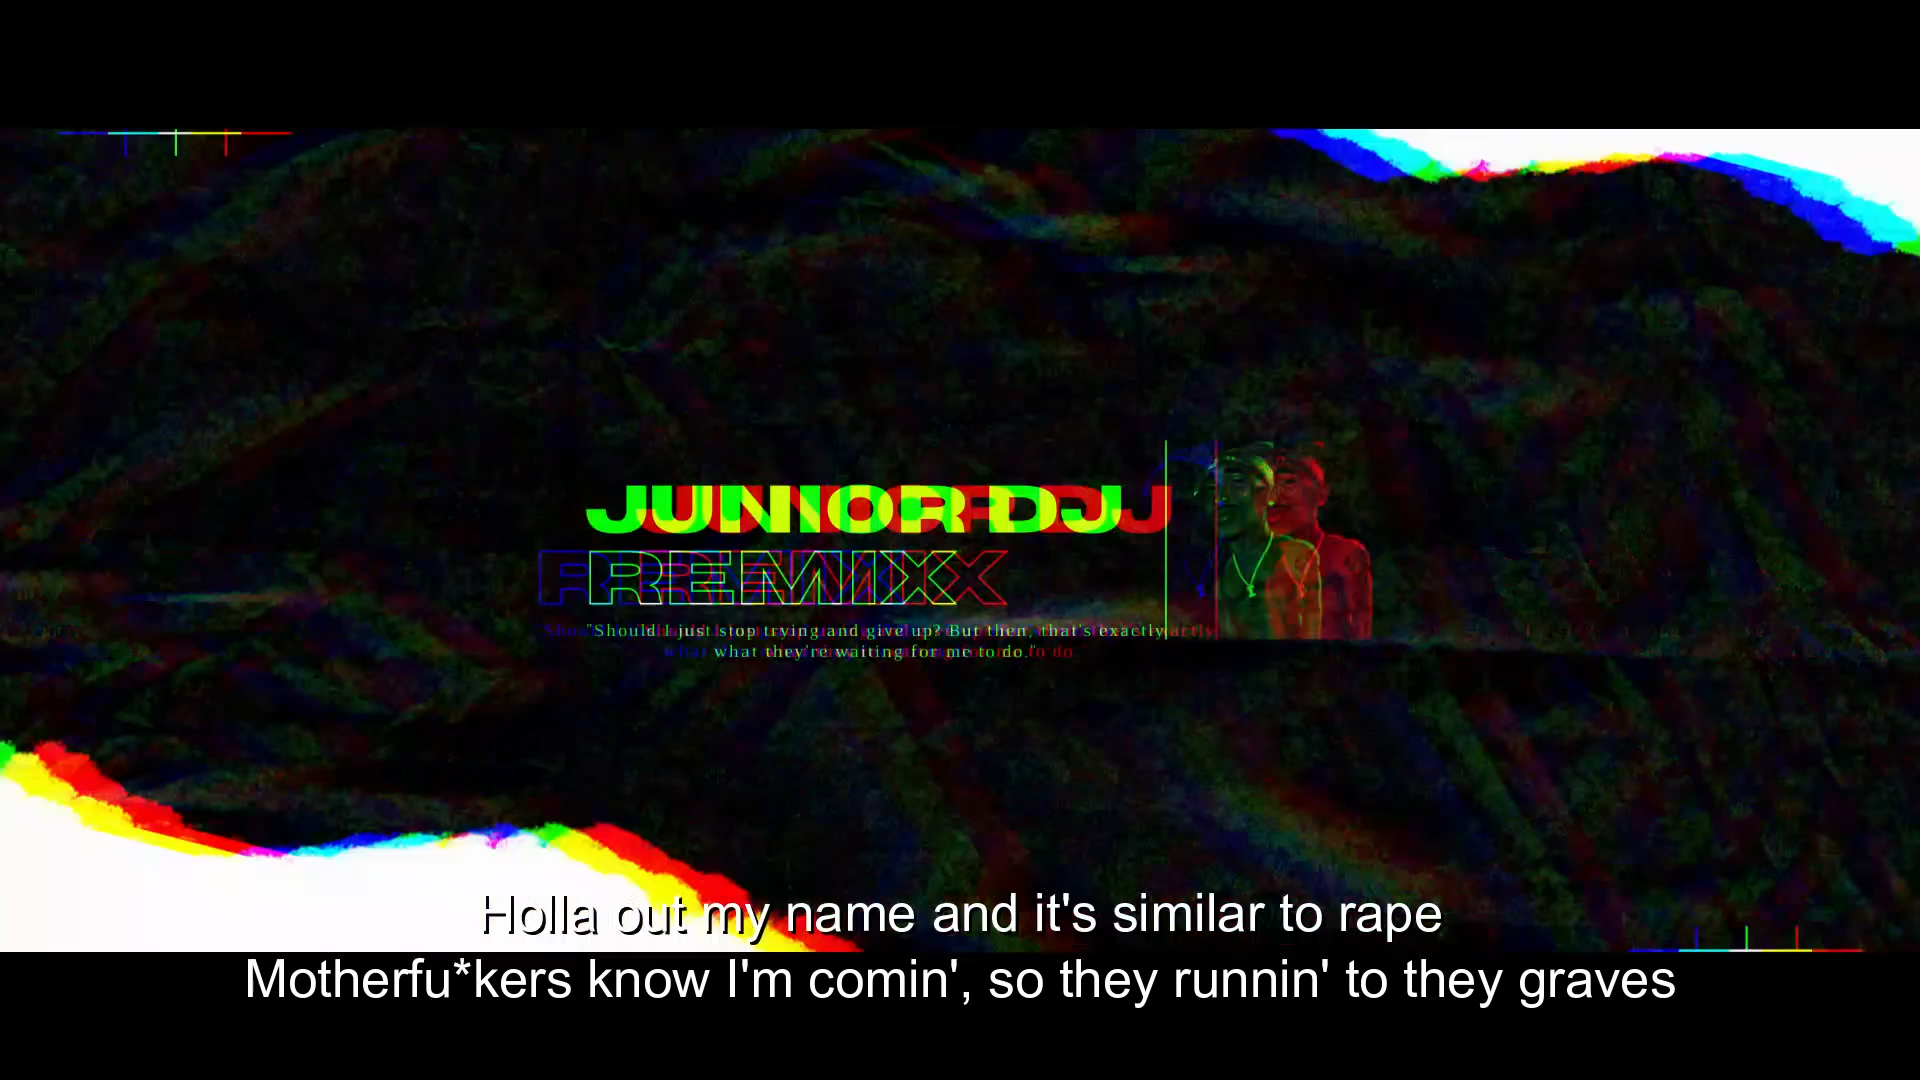 JUNIOR DJ
REMIXX
"Should I just stop trying and give up? But then, that's exactly
what they're waiting for me to do."
Holla out my name and it's similar to rape
Motherfu*kers know I'm comin', so they runnin' to they graves